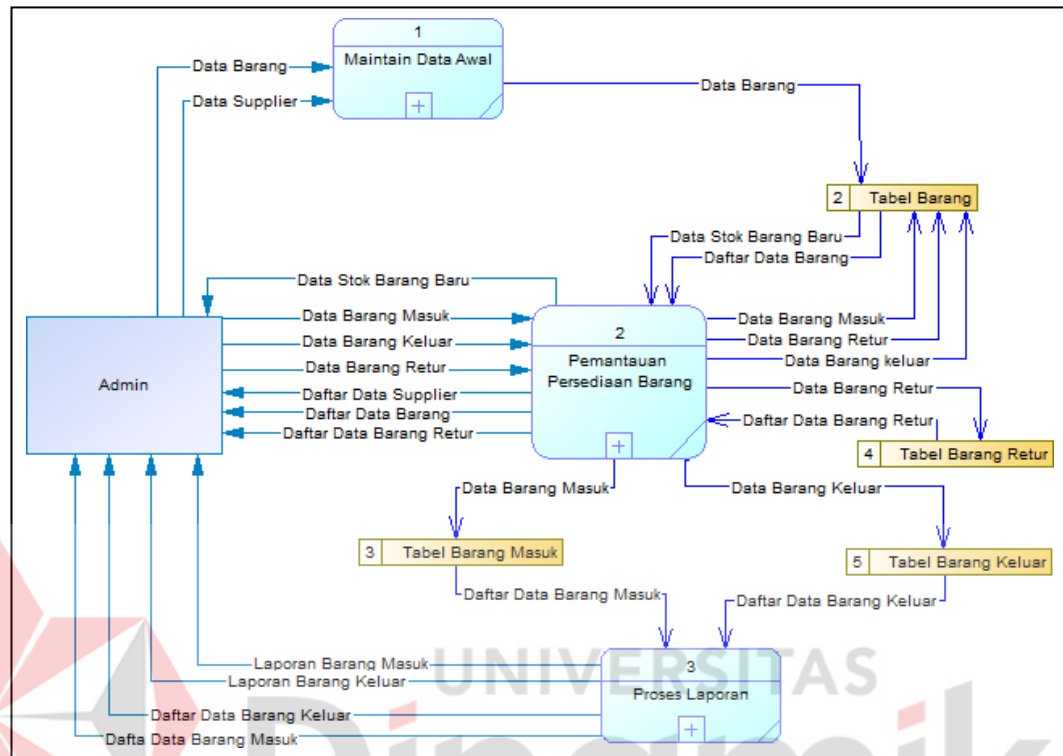 1
Maintain Data Awal
Data Barang
Data Supplier
Data Barang
2 Tabel Barang
Data Stok Barang Baru
Daftar Data Barang
Data Stok Barang Baru
Data Barang Masuk
Data Barang Keluar
Data Barang Retur
Daftar Data Supplier
Daftar Data Barang
Daftar Data Barang Retur
Admin
2
Pemantauan
Persediaan Barang
Data Barang Masuk
Data Barang Retur
Data Barang keluar
Data Barang Retur
Daftar Data Barang Retur
4 Tabel Barang Retur
Data Barang Masuk
Data Barang Keluar
3 Tabel Barang Masuk
5 Tabel Barang Keluar
Daftar Data Barang Masuk
Daftar Data Barang Keluar
3
Proses Laporan
Laporan Barang Masuk
Laporan Barang Keluar
Daftar Data Barang Keluar
Dafta Data Barang Masuk
UNIVERSITAS